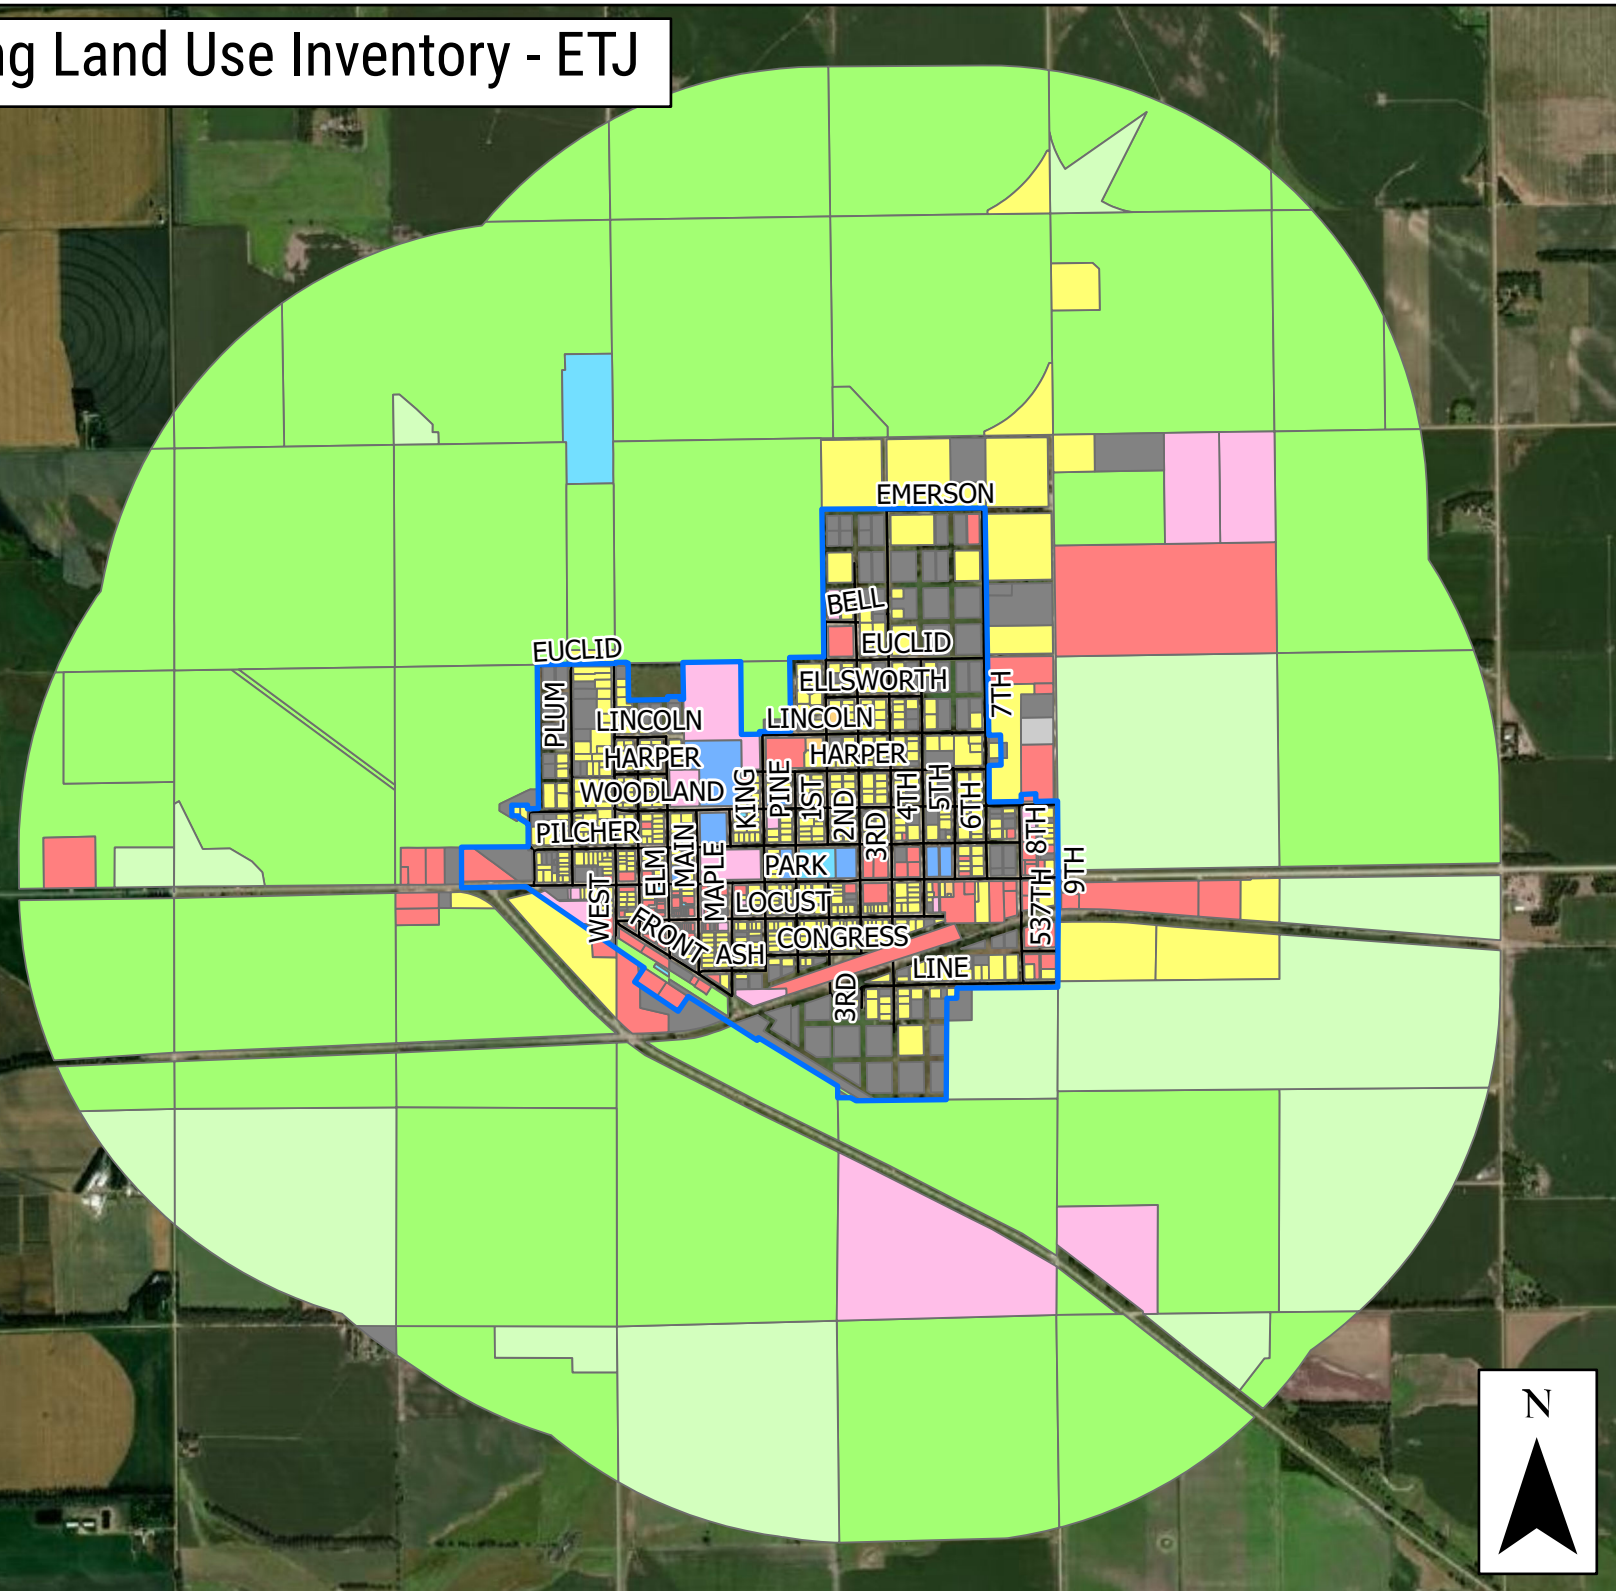 ng Land Use Inventory - ETJ
EMERSON
BELL
EUCLID
EUCLID
ELLSWORTH
7TH
PLUM
LINCOLN
LINCOLN
HARPER
HARPER
WOODLAND
KING
PINE
1ST
2ND
3RD
4TH
5TH
6TH
8TH
PILCHER
ELM
MAIN
MAPLE
PARK
9TH
WEST
LOCUST
537TH
FRONT
ASH
CONGRESS
LINE
3RD
N